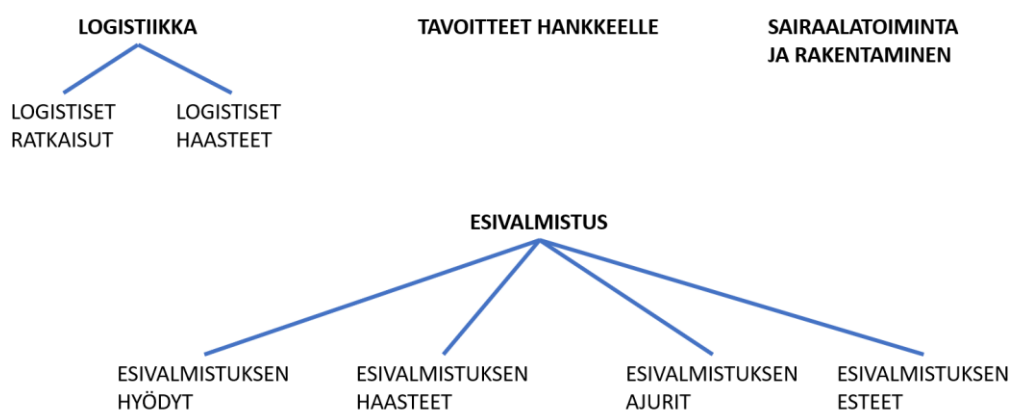 LOGISTIIKKA
TAVOITTEET HANKKEELLE
SAIRAALATOIMINTA
JA RAKENTAMINEN
LOGISTISET
RATKAISUT
LOGISTISET
HAASTEET
ESIVALMISTUS
ESIVALMISTUKSEN
HYÖDYT
ESIVALMISTUKSEN
HAASTEET
ESIVALMISTUKSEN
AJURIT
ESIVALMISTUKSEN
ESTEET